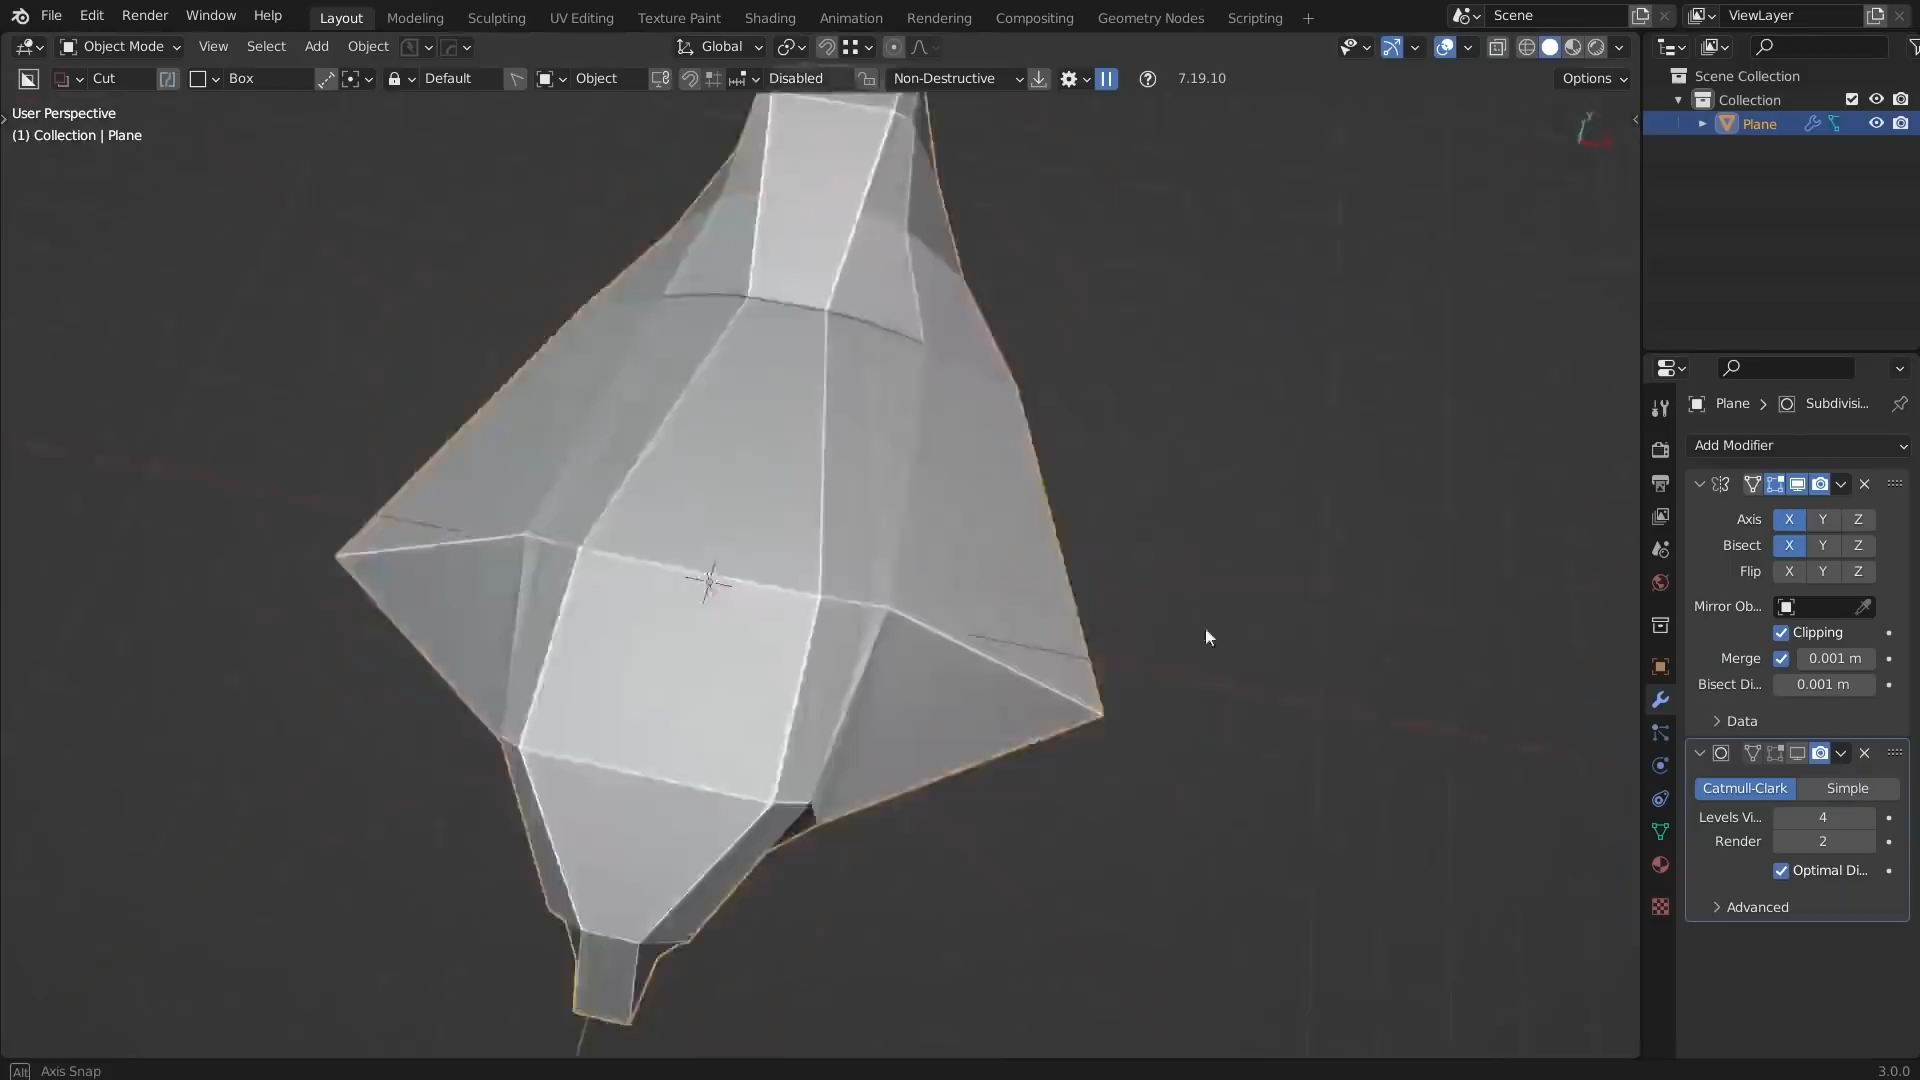 File Edit Render Window Help
Layout Modeling Sculpting UV Editing Texture Paint Shading Animation Rendering Compositing Geometry Nodes Scripting +
Scene
ViewLayer
Object Mode View Select Add Object
Global
Cut
Box
Default
Object
Disabled
Non-Destructive
7.19.10
Options
User Perspective
(1) Collection | Plane
Scene Collection
Collection
Plane
Plane > Subdivisi...
Add Modifier
Axis X Y Z
Bisect X Y Z
Flip X Y Z
Mirror Ob...
Clipping
Merge 0.001 m
Bisect Di... 0.001 m
Data
Catmull-Clark Simple
Levels Vi... 4
Render 2
Optimal Di...
Advanced
Y
Alt Axis Snap
3.0.0